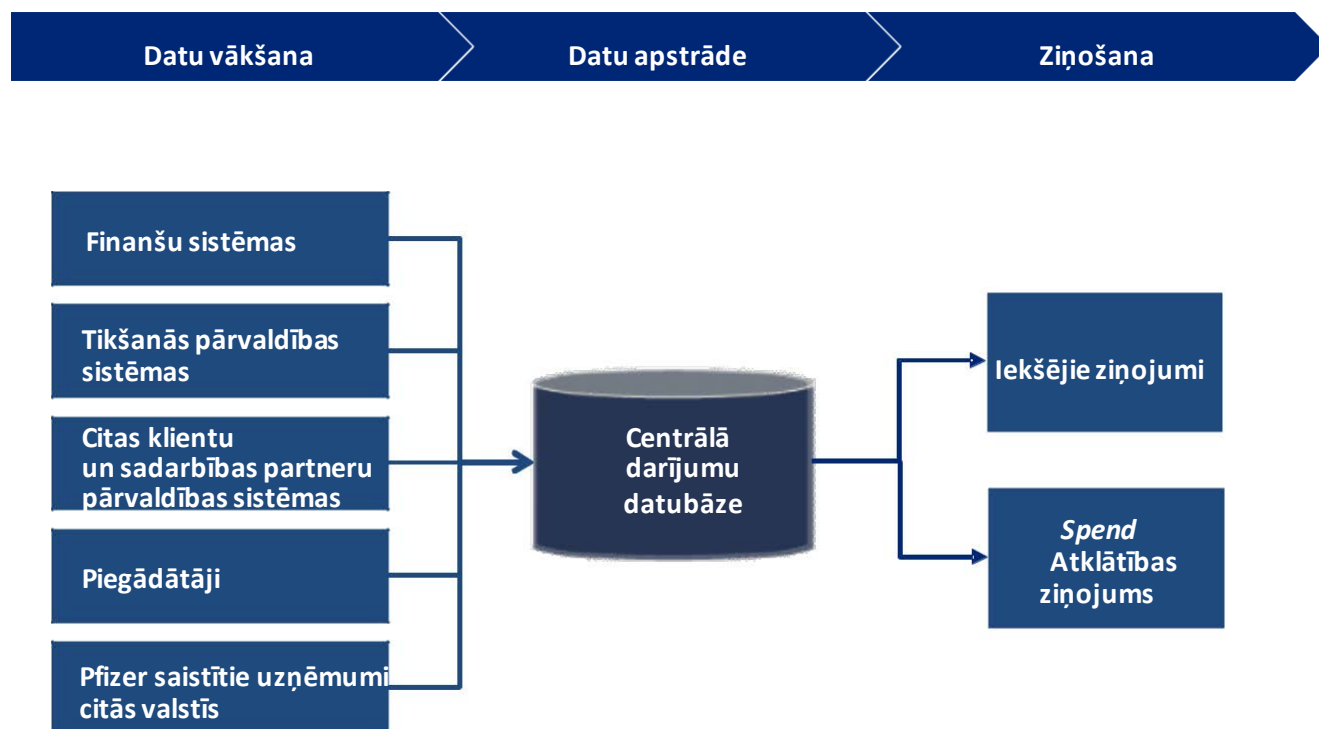 Datu vākšana
Datu apstrāde
Ziņošana
Finanšu sistēmas
Tikšanās pārvaldības
sistēmas
Citas klientu
un sadarbības partneru
pārvaldības sistēmas
Piegādātāji
Pfizer saistītie uzņēmumi
citās valstīs
Centrālā
darījumu
datubāze
Iekšējie ziņojumi
Spend
Atklātības
ziņojums